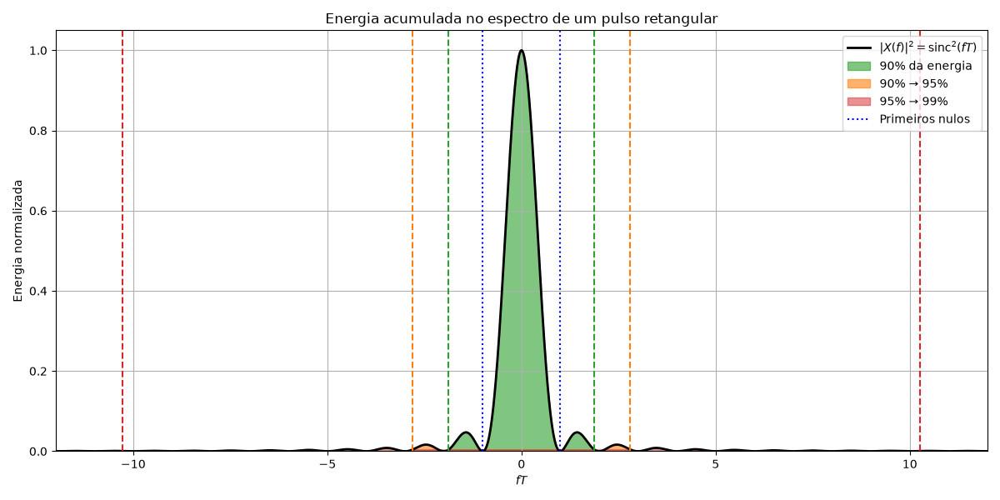 Energia acumulada no espectro de um pulso retangular
|X(f)|² = sinc²(fT)
90% da energia
90% → 95%
95% → 99%
Primeiros nulos
Energia normalizada
1.0
0.8
0.6
0.4
0.2
0.0
−10
−5
0
5
10
fT